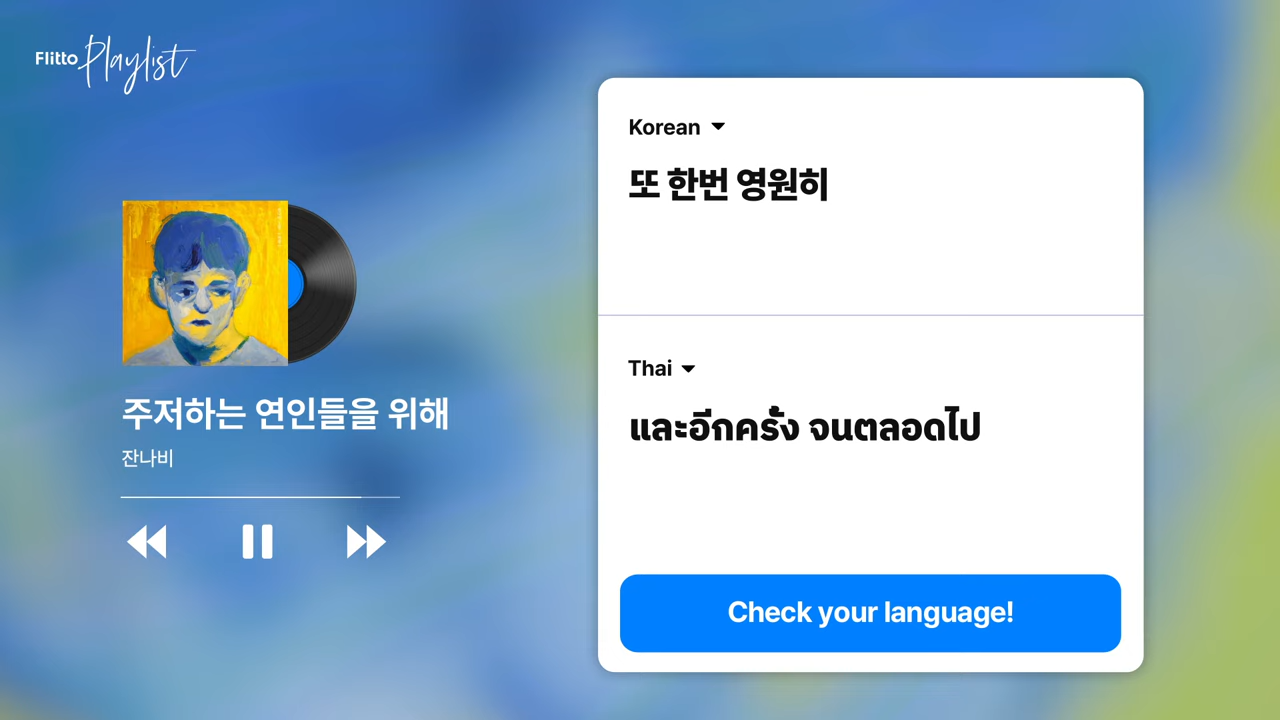 Flitto Playlist
주저하는 연인들을 위해
잔나비
Korean
또 한번 영원히
Thai
และอีกครั้ง จนตลอดไป
Check your language!